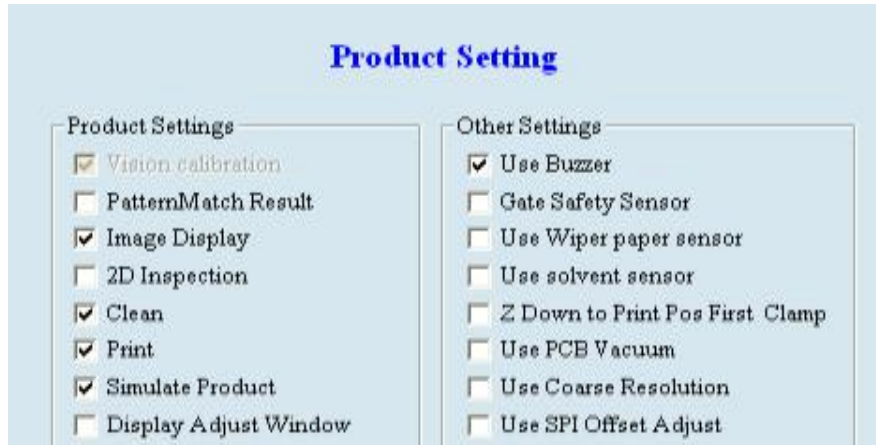 Product Setting
Product Settings
Vision calibration
PatternMatch Result
Image Display
2D Inspection
Clean
Print
Simulate Product
Display Adjust Window
Other Settings
Use Buzzer
Gate Safety Sensor
Use Wiper paper sensor
Use solvent sensor
Z Down to Print Pos First Clamp
Use PCB Vacuum
Use Coarse Resolution
Use SPI Offset Adjust